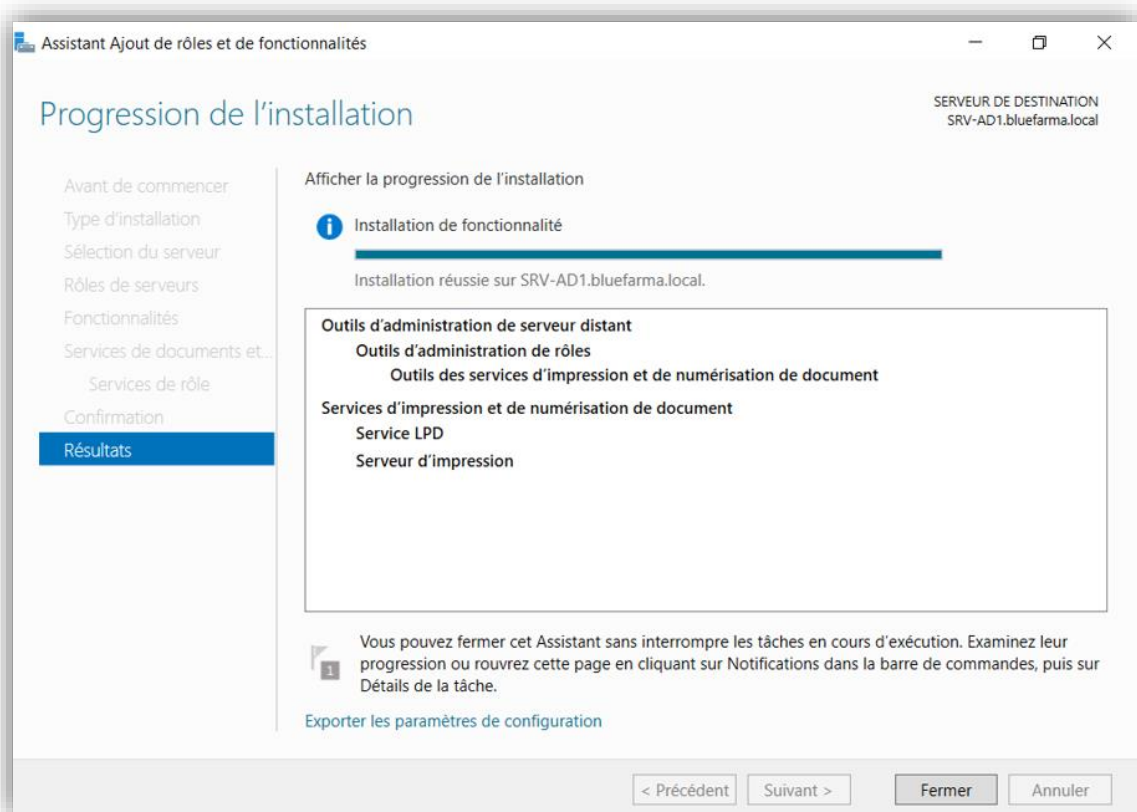 Assistant Ajout de rôles et de fonctionnalités
Progression de l'installation
SERVEUR DE DESTINATION
SRV-AD1.bluefarma.local
Avant de commencer
Type d'installation
Sélection du serveur
Rôles de serveurs
Fonctionnalités
Services de documents et...
Services de rôle
Confirmation
Résultats
Afficher la progression de l'installation
Installation de fonctionnalité
Installation réussie sur SRV-AD1.bluefarma.local.
Outils d'administration de serveur distant
Outils d'administration de rôles
Outils des services d'impression et de numérisation de document
Services d'impression et de numérisation de document
Service LPD
Serveur d'impression
1
Vous pouvez fermer cet Assistant sans interrompre les tâches en cours d'exécution. Examinez leur
progression ou rouvrez cette page en cliquant sur Notifications dans la barre de commandes, puis sur
Détails de la tâche.
Exporter les paramètres de configuration
< Précédent
Suivant >
Fermer
Annuler